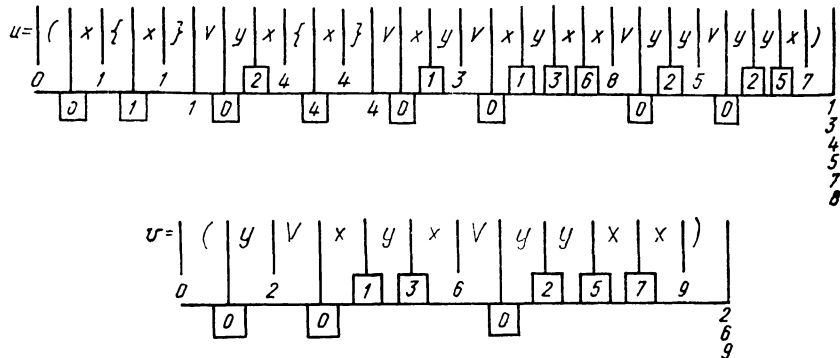 u= ( x { x } V y x { x } V x y V x y x x V y y V y y x )
0 1 1 2 4 4 1 3 1 3 6 8 2 5 2 5 7
0 1 1 0 4 4 0 0 0 0 1
3
4
5
7
8
v= ( y V x y x V y y x x )
0 2 1 3 6 2 5 7 9
0 0 0 2
6
9